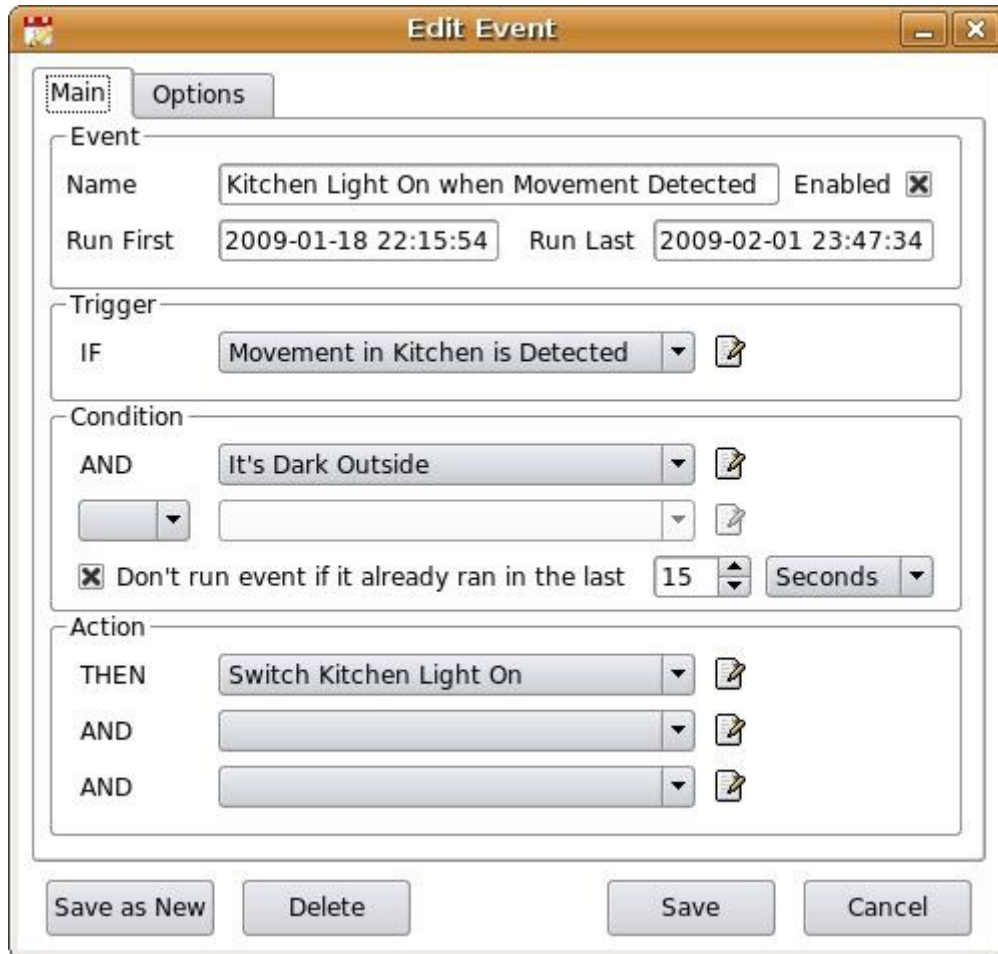 Edit Event
Main Options
Event
Name Kitchen Light On when Movement Detected Enabled
Run First 2009-01-18 22:15:54 Run Last 2009-02-01 23:47:34
Trigger
IF Movement in Kitchen is Detected
Condition
AND It's Dark Outside
Don't run event if it already ran in the last 15 Seconds
Action
THEN Switch Kitchen Light On
AND
AND
Save as New Delete Save Cancel